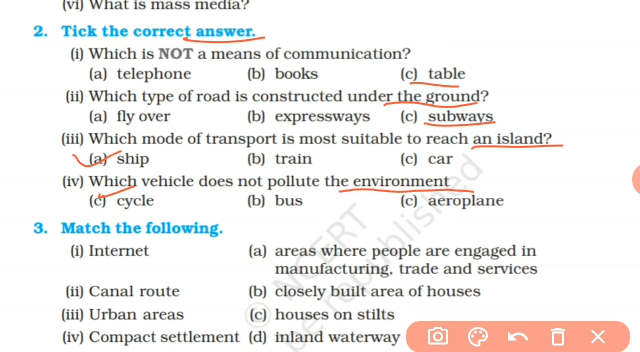 (vi) What is mass media?
2. Tick the correct answer.
(i) Which is NOT a means of communication?
(a) telephone (b) books (c) table
(ii) Which type of road is constructed under the ground?
(a) fly over (b) expressways (c) subways
(iii) Which mode of transport is most suitable to reach an island?
(a) ship (b) train (c) car
(iv) Which vehicle does not pollute the environment
(c) cycle (b) bus (c) aeroplane
3. Match the following.
(i) Internet (a) areas where people are engaged in
manufacturing, trade and services
(ii) Canal route (b) closely built area of houses
(iii) Urban areas (c) houses on stilts
(iv) Compact settlement (d) inland waterway
© NCERT
be republished